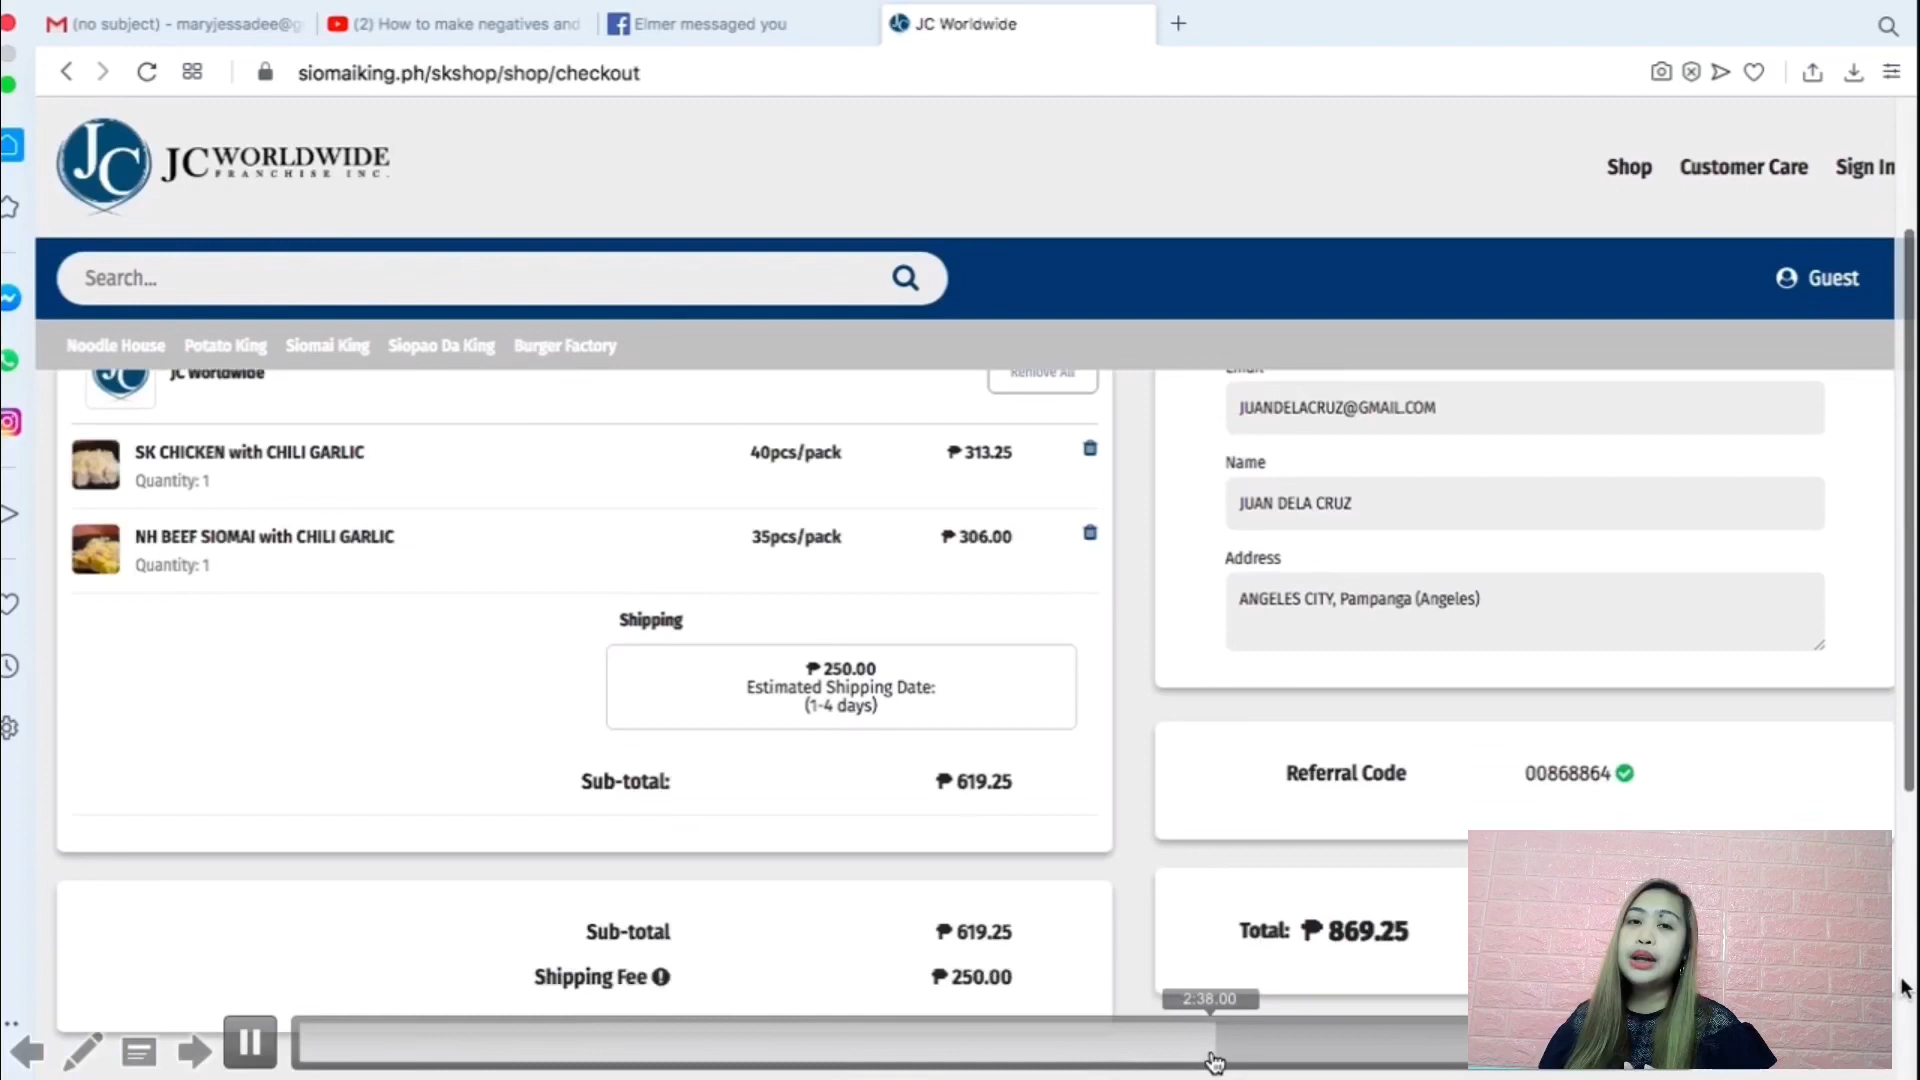 (no subject) - maryjessadee@g
(2) How to make negatives and
Elmer messaged you
JC Worldwide
siomaiking.ph/skshop/shop/checkout
JC WORLDWIDE
FRANCHISE INC.
Shop Customer Care Sign In
Search...
Guest
Noodle House Potato King Siomai King Siopao Da King Burger Factory
JC Worldwide
Remove All
SK CHICKEN with CHILI GARLIC 40pcs/pack ₱ 313.25
Quantity: 1
NH BEEF SIOMAI with CHILI GARLIC 35pcs/pack ₱ 306.00
Quantity: 1
Shipping
₱ 250.00
Estimated Shipping Date:
(1-4 days)
Sub-total: ₱ 619.25
Sub-total ₱ 619.25
Shipping Fee ₱ 250.00
Email
JUANDELACRUZ@GMAIL.COM
Name
JUAN DELA CRUZ
Address
ANGELES CITY, Pampanga (Angeles)
Referral Code 00868864
Total: ₱ 869.25
2:38.00